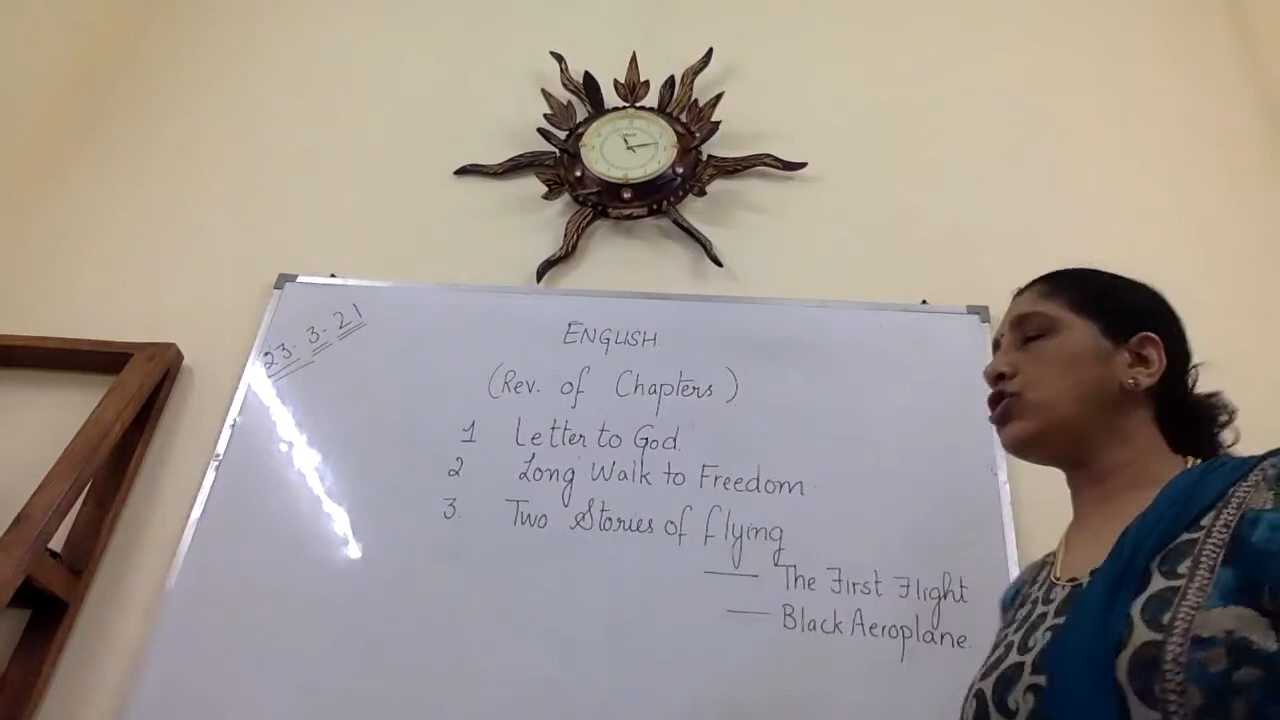 23.3.21
ENGLISH
(Rev. of Chapters)
1 Letter to God.
2 Long Walk to Freedom
3. Two Stories of flying
— The First Flight
— Black Aeroplane.